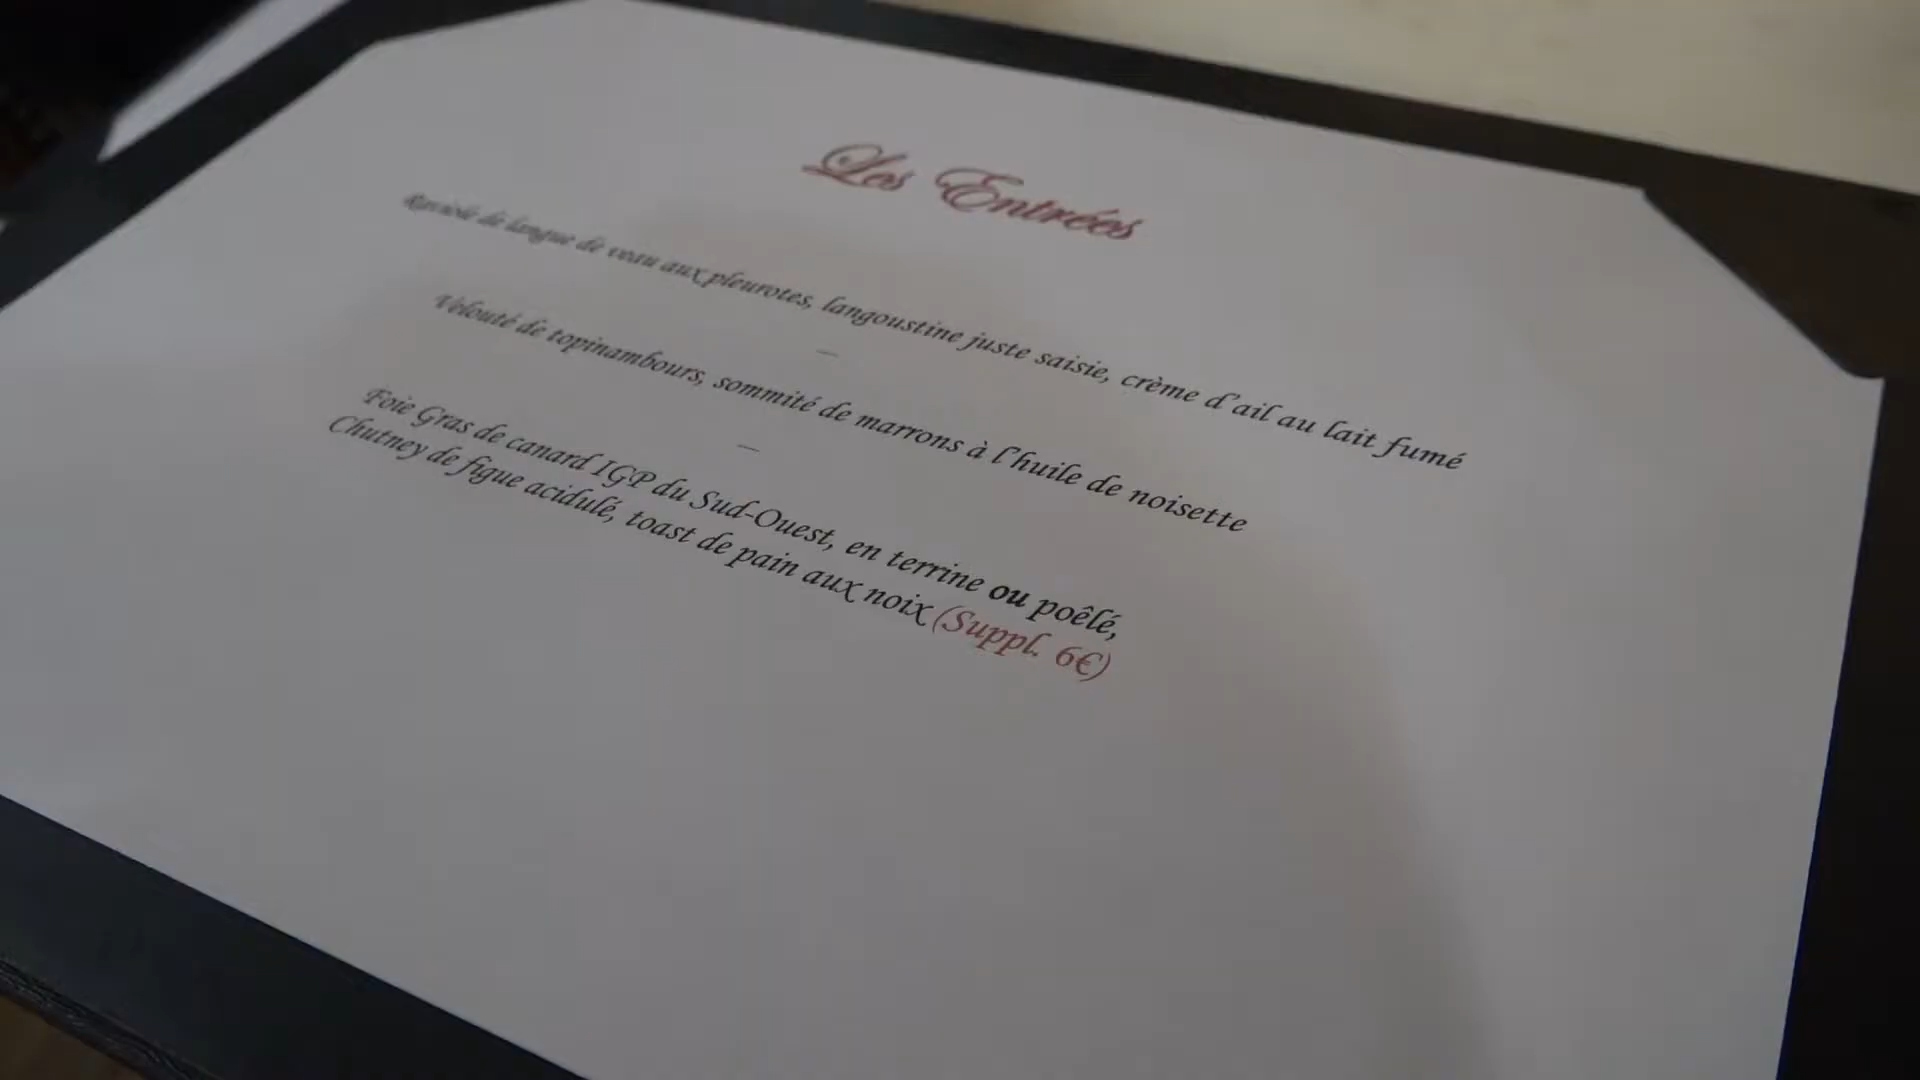 Les Entrées
Raviole de langue de veau aux pleurotes, langoustine juste saisie, crème d'ail au lait fumé
—
Velouté de topinambours, sommité de marrons à l'huile de noisette
—
Foie Gras de canard IGP du Sud-Ouest, en terrine ou poêlé,
Chutney de figue acidulé, toast de pain aux noix (Suppl. 6€)